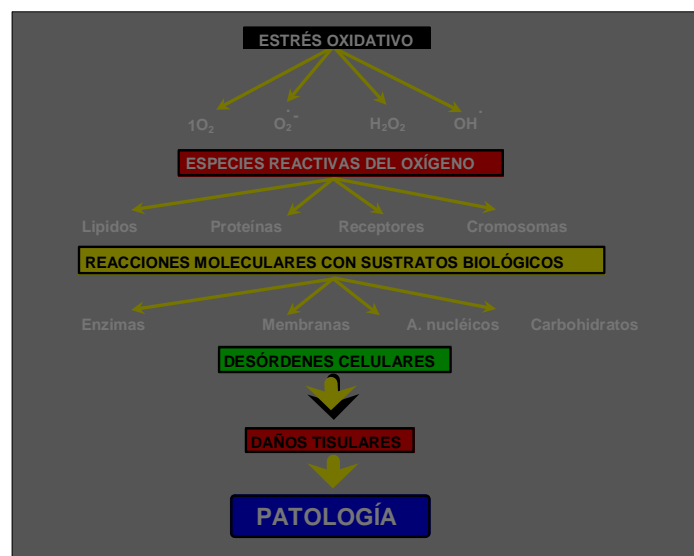 ESTRÉS OXIDATIVO
1O₂ O₂·⁻ H₂O₂ OH·
ESPECIES REACTIVAS DEL OXÍGENO
Lipidos Proteínas Receptores Cromosomas
REACCIONES MOLECULARES CON SUSTRATOS BIOLÓGICOS
Enzimas Membranas A. nucléicos Carbohidratos
DESÓRDENES CELULARES
DAÑOS TISULARES
PATOLOGÍA